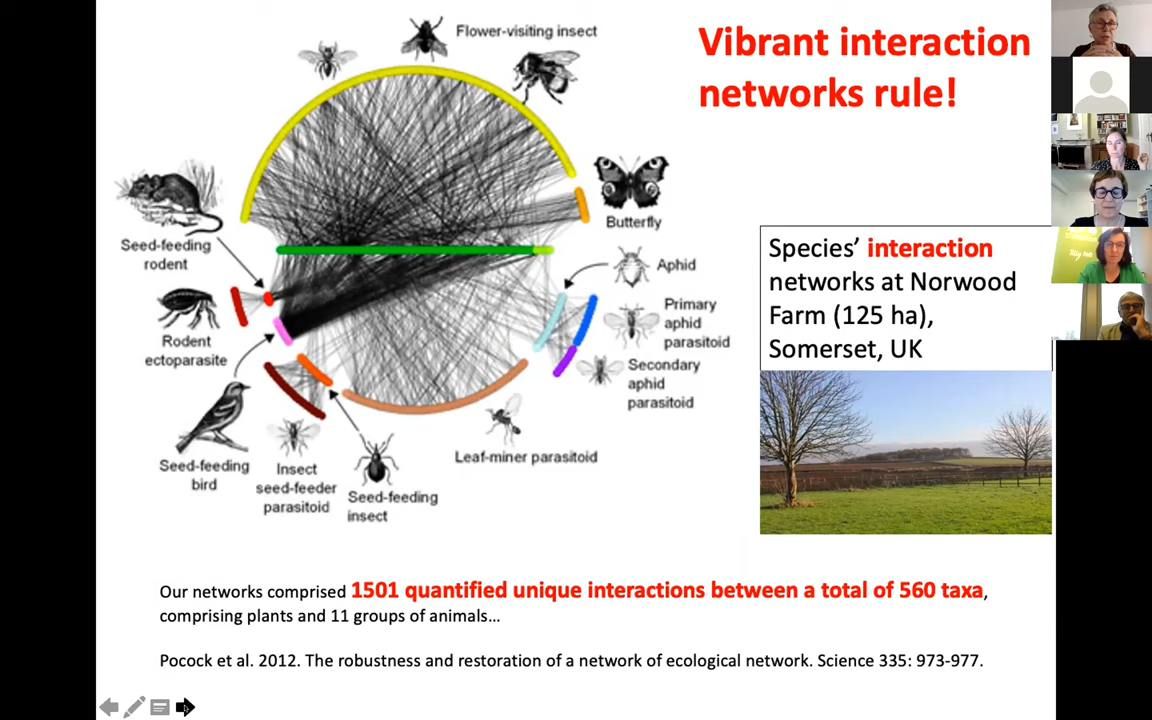 Vibrant interaction
networks rule!
Flower-visiting insect
Butterfly
Seed-feeding
rodent
Aphid
Primary
aphid
parasitoid
Rodent
ectoparasite
Secondary
aphid
parasitoid
Seed-feeding
bird
Insect
seed-feeder
parasitoid
Seed-feeding
insect
Leaf-miner parasitoid
Species’ interaction
networks at Norwood
Farm (125 ha),
Somerset, UK
Our networks comprised 1501 quantified unique interactions between a total of 560 taxa,
comprising plants and 11 groups of animals…
Pocock et al. 2012. The robustness and restoration of a network of ecological network. Science 335: 973-977.